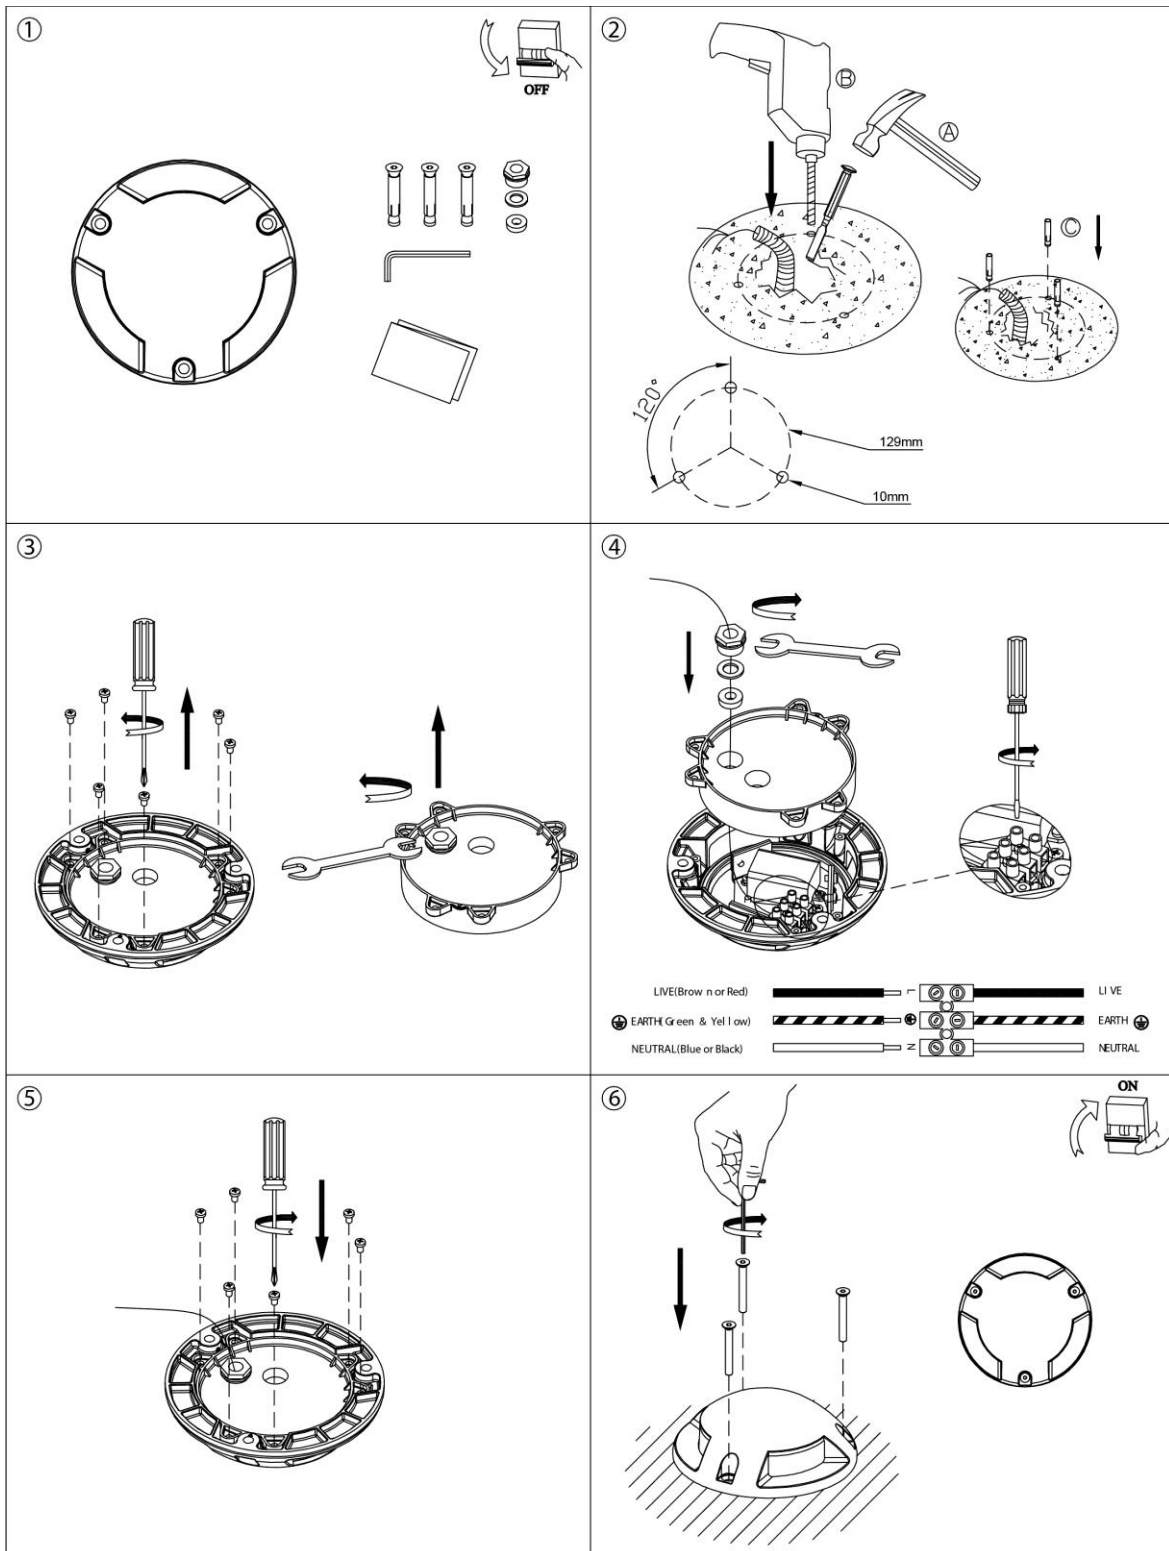 ①
OFF
②
B
A
C
120°
129mm
10mm
③
④
LIVE(Brow n or Red)
L
LI VE
EARTH( Green & Yel l ow)
EARTH
NEUTRAL(Blue or Black)
N
NEUTRAL
⑤
⑥
ON